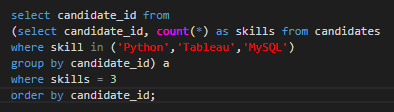 select candidate_id from
(select candidate_id, count(*) as skills from candidates
where skill in ('Python','Tableau','MySQL')
group by candidate_id) a
where skills = 3
order by candidate_id;